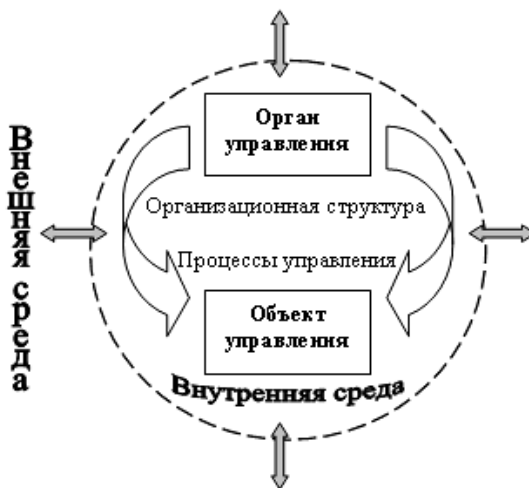 Внешняя среда
Орган
управления
Организационная структура
Процессы управления
Объект
управления
Внутренняя среда